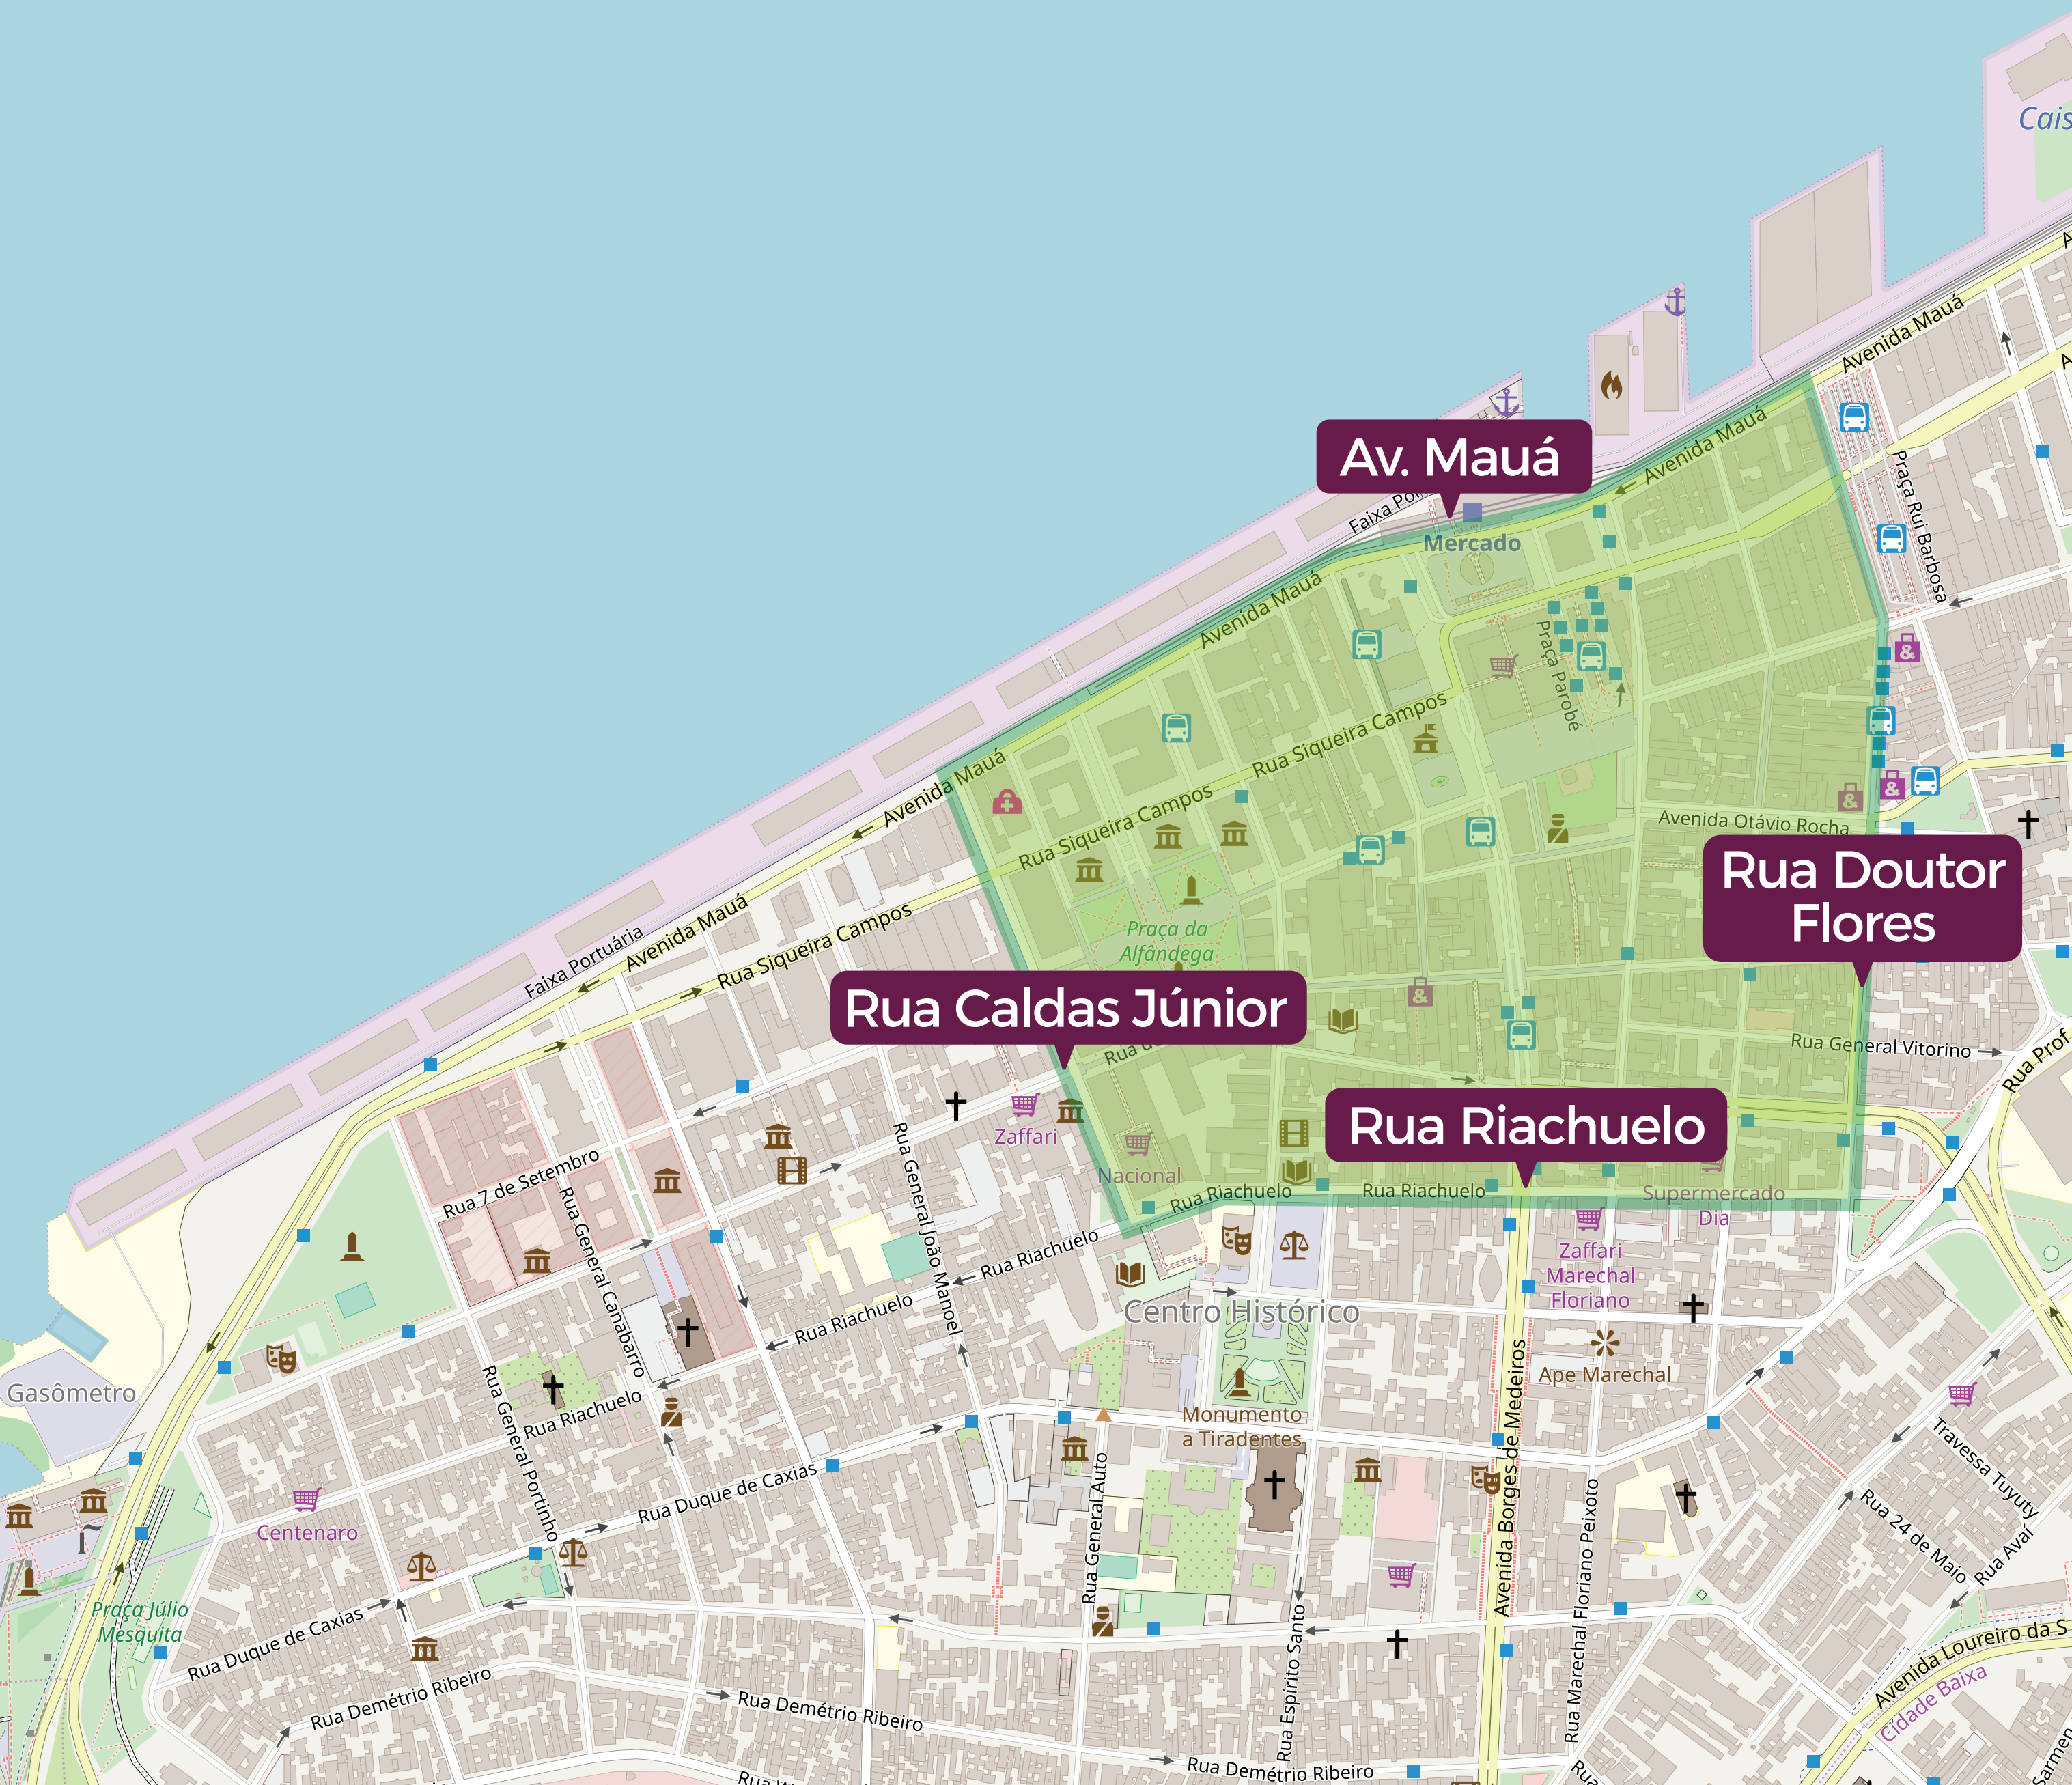 Cais
Avenida Mauá
Av. Mauá
Avenida Mauá
Praça Rui Barbosa
Mercado
Avenida Mauá
Praça Parobé
Rua Siqueira Campos
Avenida Mauá
Rua Siqueira Campos
Avenida Otávio Rocha
Rua Doutor
Flores
Praça da
Alfândega
Faixa Portuária
Avenida Mauá
Rua Siqueira Campos
Rua Caldas Júnior
Rua General Vitorino
Rua Prof
Zaffari
Rua Riachuelo
Nacional
Rua 7 de Setembro
Rua General João Manoel
Rua General Canabarro
Rua Riachuelo
Rua Riachuelo
Supermercado
Dia
Rua Riachuelo
Zaffari
Marechal
Floriano
Centro Histórico
Rua Riachuelo
Gasômetro
Ape Marechal
Rua General Portinho
Rua Riachuelo
Monumento
a Tiradentes
Avenida Borges de Medeiros
Travessa Tuyuty
Centenaro
Rua Duque de Caxias
Rua General Auto
Rua Marechal Floriano Peixoto
Rua 24 de Maio
Rua Avaí
Praça Júlio
Mesquita
Rua Duque de Caxias
Rua Espírito Santo
Avenida Loureiro da S
Cidade Baixa
Rua Demétrio Ribeiro
Rua Demétrio Ribeiro
Rua Demétrio Ribeiro